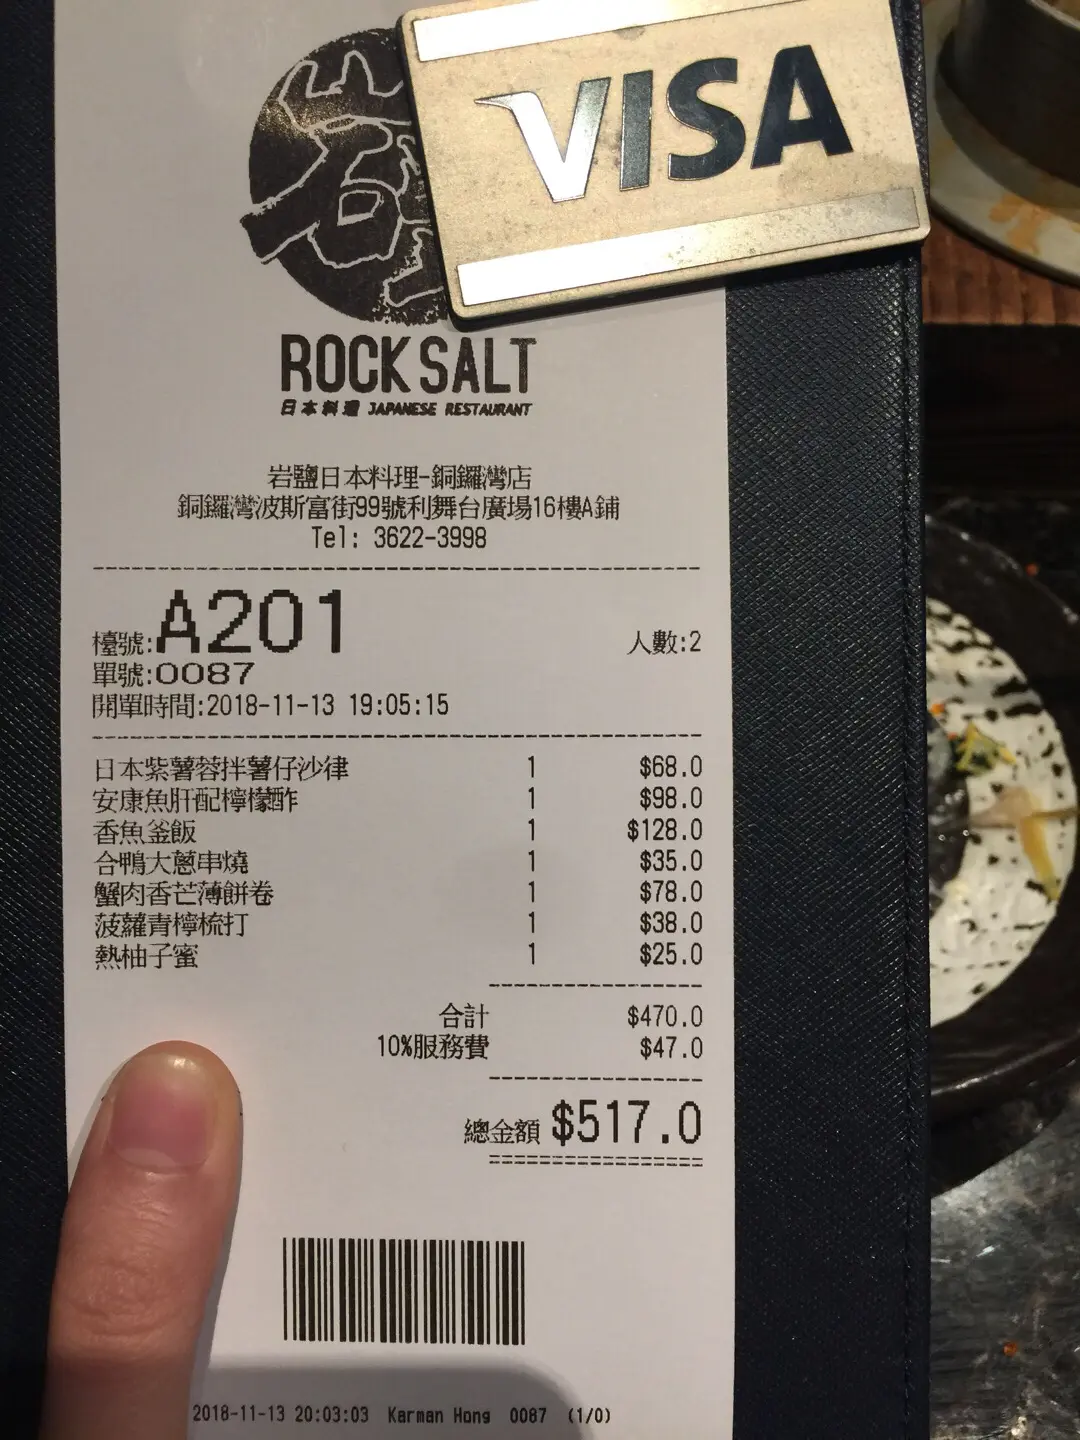 VISA
岩
ROCK SALT
日本料理 JAPANESE RESTAURANT
岩鹽日本料理-銅鑼灣店
銅鑼灣波斯富街99號利舞台廣場16樓A鋪
Tel: 3622-3998
檯號:A201 人數:2
單號:0087
開單時間:2018-11-13 19:05:15
日本紫薯蓉拌薯仔沙律 1 $68.0
安康魚肝配檸檬酢 1 $98.0
香魚釜飯 1 $128.0
合鴨大蔥串燒 1 $35.0
蟹肉香芒薄餅卷 1 $78.0
菠蘿青檸梳打 1 $38.0
熱柚子蜜 1 $25.0
合計 $470.0
10%服務費 $47.0
總金額 $517.0
2018-11-13 20:03:03 Karman Hong 0087 (1/0)